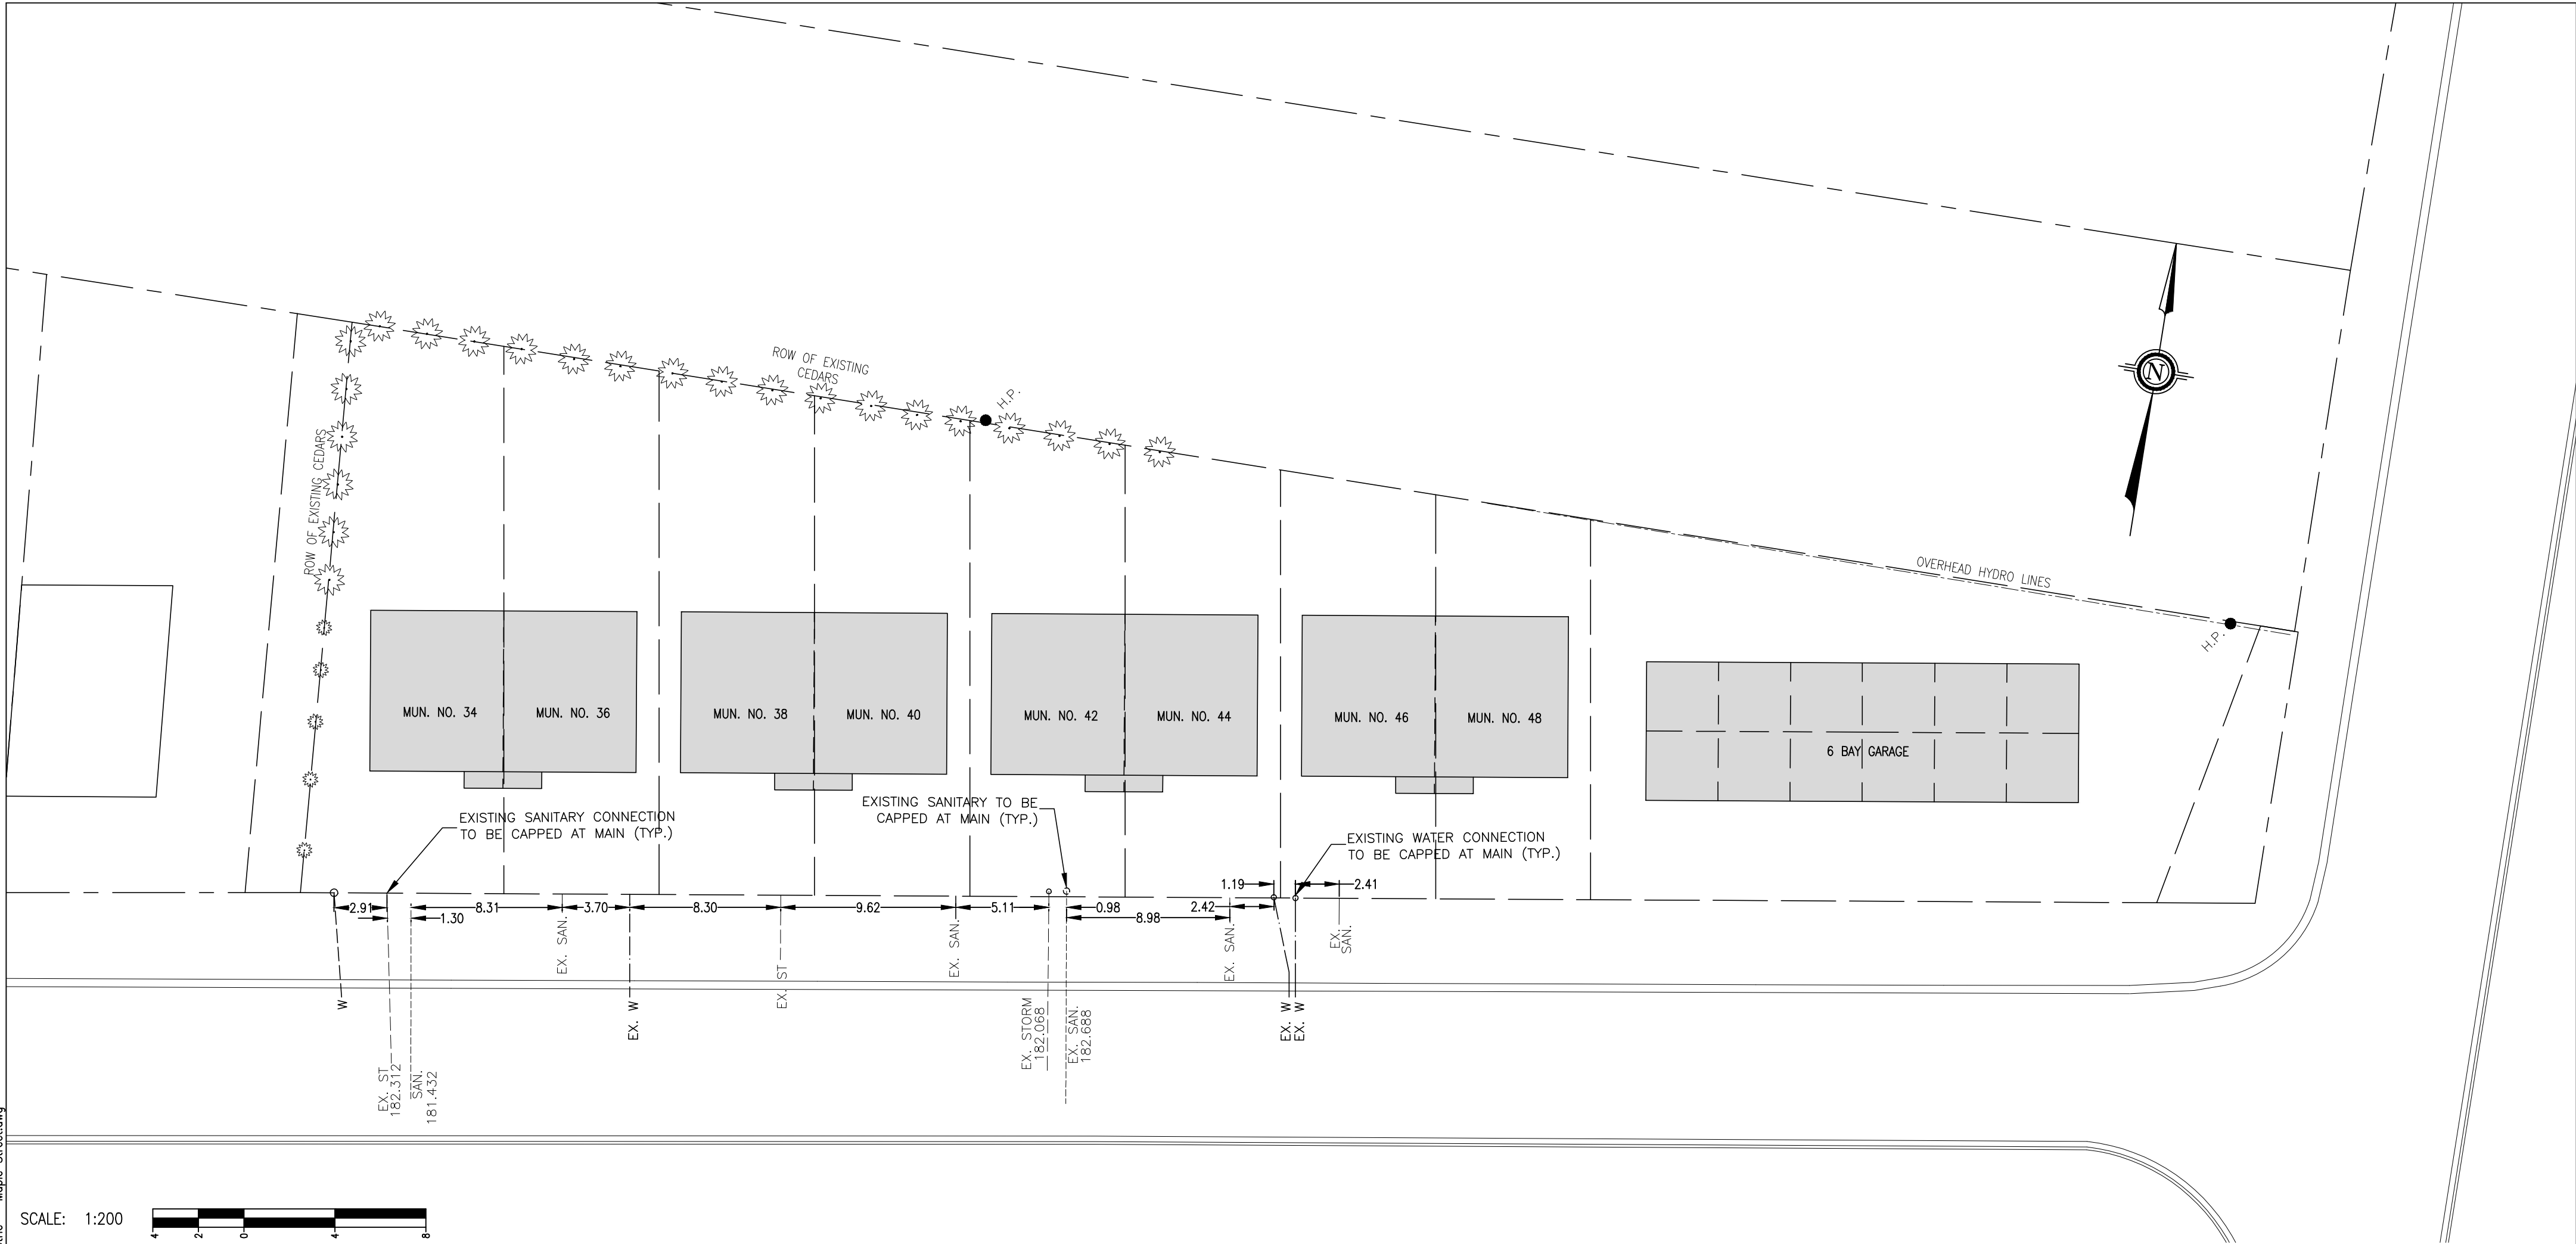 ROW OF EXISTING
CEDARS
H.P.
N
ROW OF EXISTING CEDARS
OVERHEAD HYDRO LINES
H.P.
MUN. NO. 34
MUN. NO. 36
MUN. NO. 38
MUN. NO. 40
MUN. NO. 42
MUN. NO. 44
MUN. NO. 46
MUN. NO. 48
6 BAY GARAGE
EXISTING SANITARY CONNECTION
TO BE CAPPED AT MAIN (TYP.)
EXISTING SANITARY TO BE
CAPPED AT MAIN (TYP.)
EXISTING WATER CONNECTION
TO BE CAPPED AT MAIN (TYP.)
2.91
1.30
8.31
3.70
8.30
9.62
5.11
0.98
8.98
2.42
1.19
2.41
W
EX. ST
182.312
SAN.
181.432
EX. SAN.
EX. W
EX. ST
EX. SAN.
EX. STORM
182.068
EX. SAN.
182.688
EX. SAN.
EX. W
EX. W
EX.
SAN.
SCALE: 1:200
4 2 0 4 8